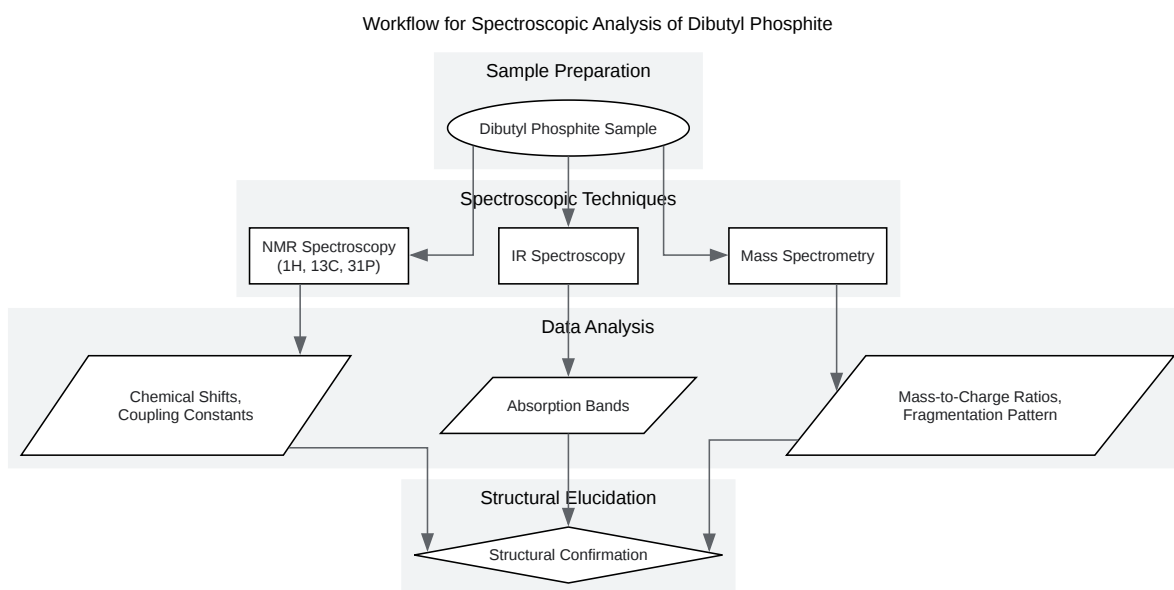 Workflow for Spectroscopic Analysis of Dibutyl Phosphite
Sample Preparation
Dibutyl Phosphite Sample
Spectroscopic Techniques
NMR Spectroscopy
(1H, 13C, 31P)
IR Spectroscopy
Mass Spectrometry
Data Analysis
Chemical Shifts,
Coupling Constants
Absorption Bands
Mass-to-Charge Ratios,
Fragmentation Pattern
Structural Elucidation
Structural Confirmation